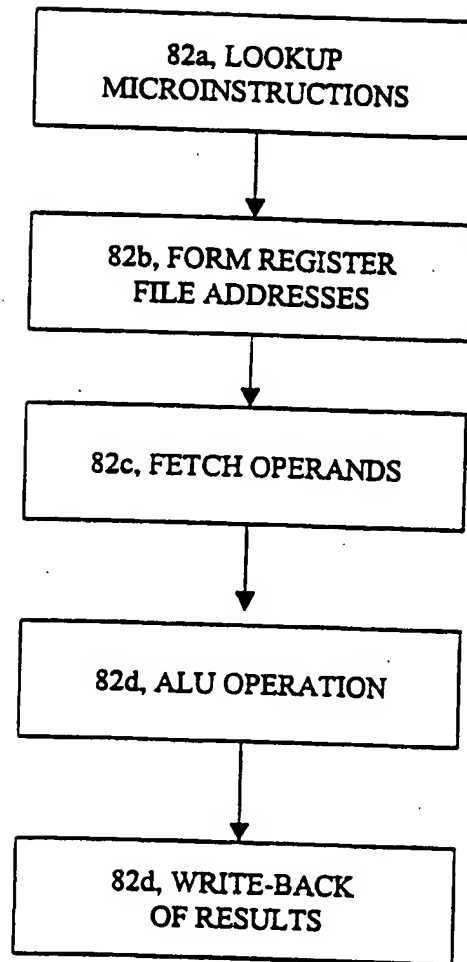 82a, LOOKUP
MICROINSTRUCTIONS
82b, FORM REGISTER
FILE ADDRESSES
82c, FETCH OPERANDS
82d, ALU OPERATION
82d, WRITE-BACK
OF RESULTS